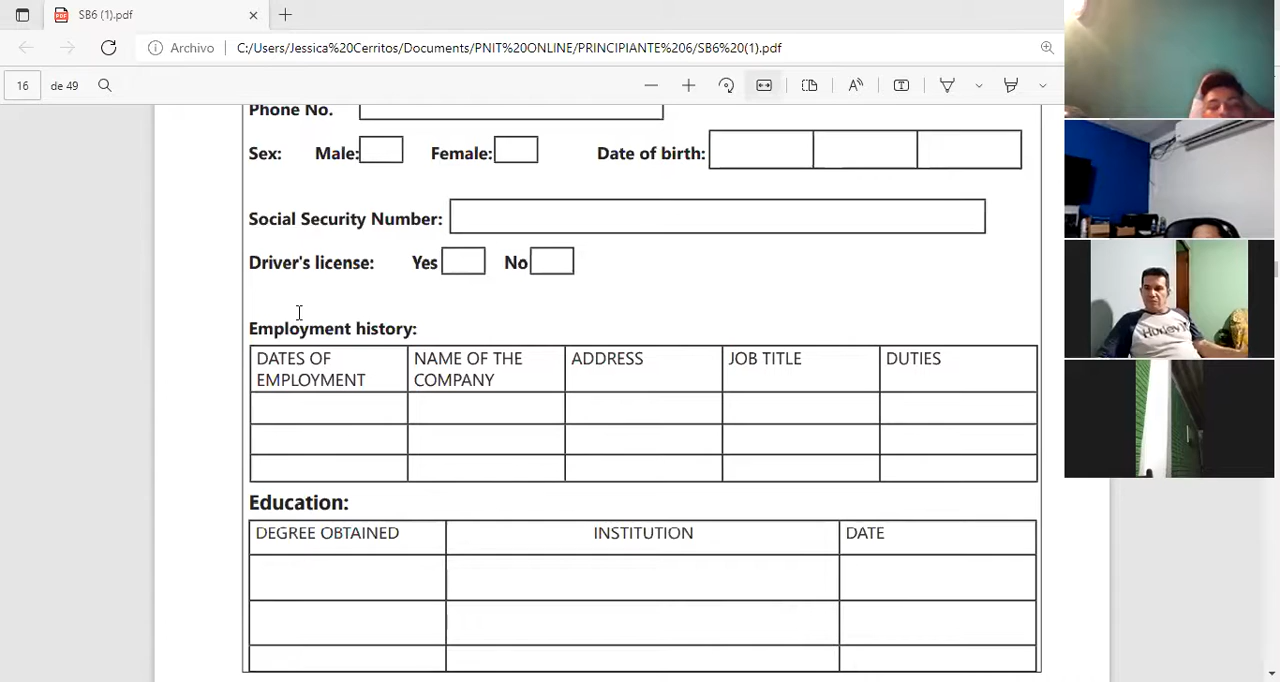 SB6 (1).pdf
Archivo C:/Users/Jessica%20Cerritos/Documents/PNIT%20ONLINE/PRINCIPIANTE%206/SB6%20(1).pdf
16 de 49
Phone No.
Sex: Male: Female: Date of birth:
Social Security Number:
Driver's license: Yes No
Employment history:
DATES OF EMPLOYMENT NAME OF THE COMPANY ADDRESS JOB TITLE DUTIES
Education:
DEGREE OBTAINED INSTITUTION DATE
Hurley